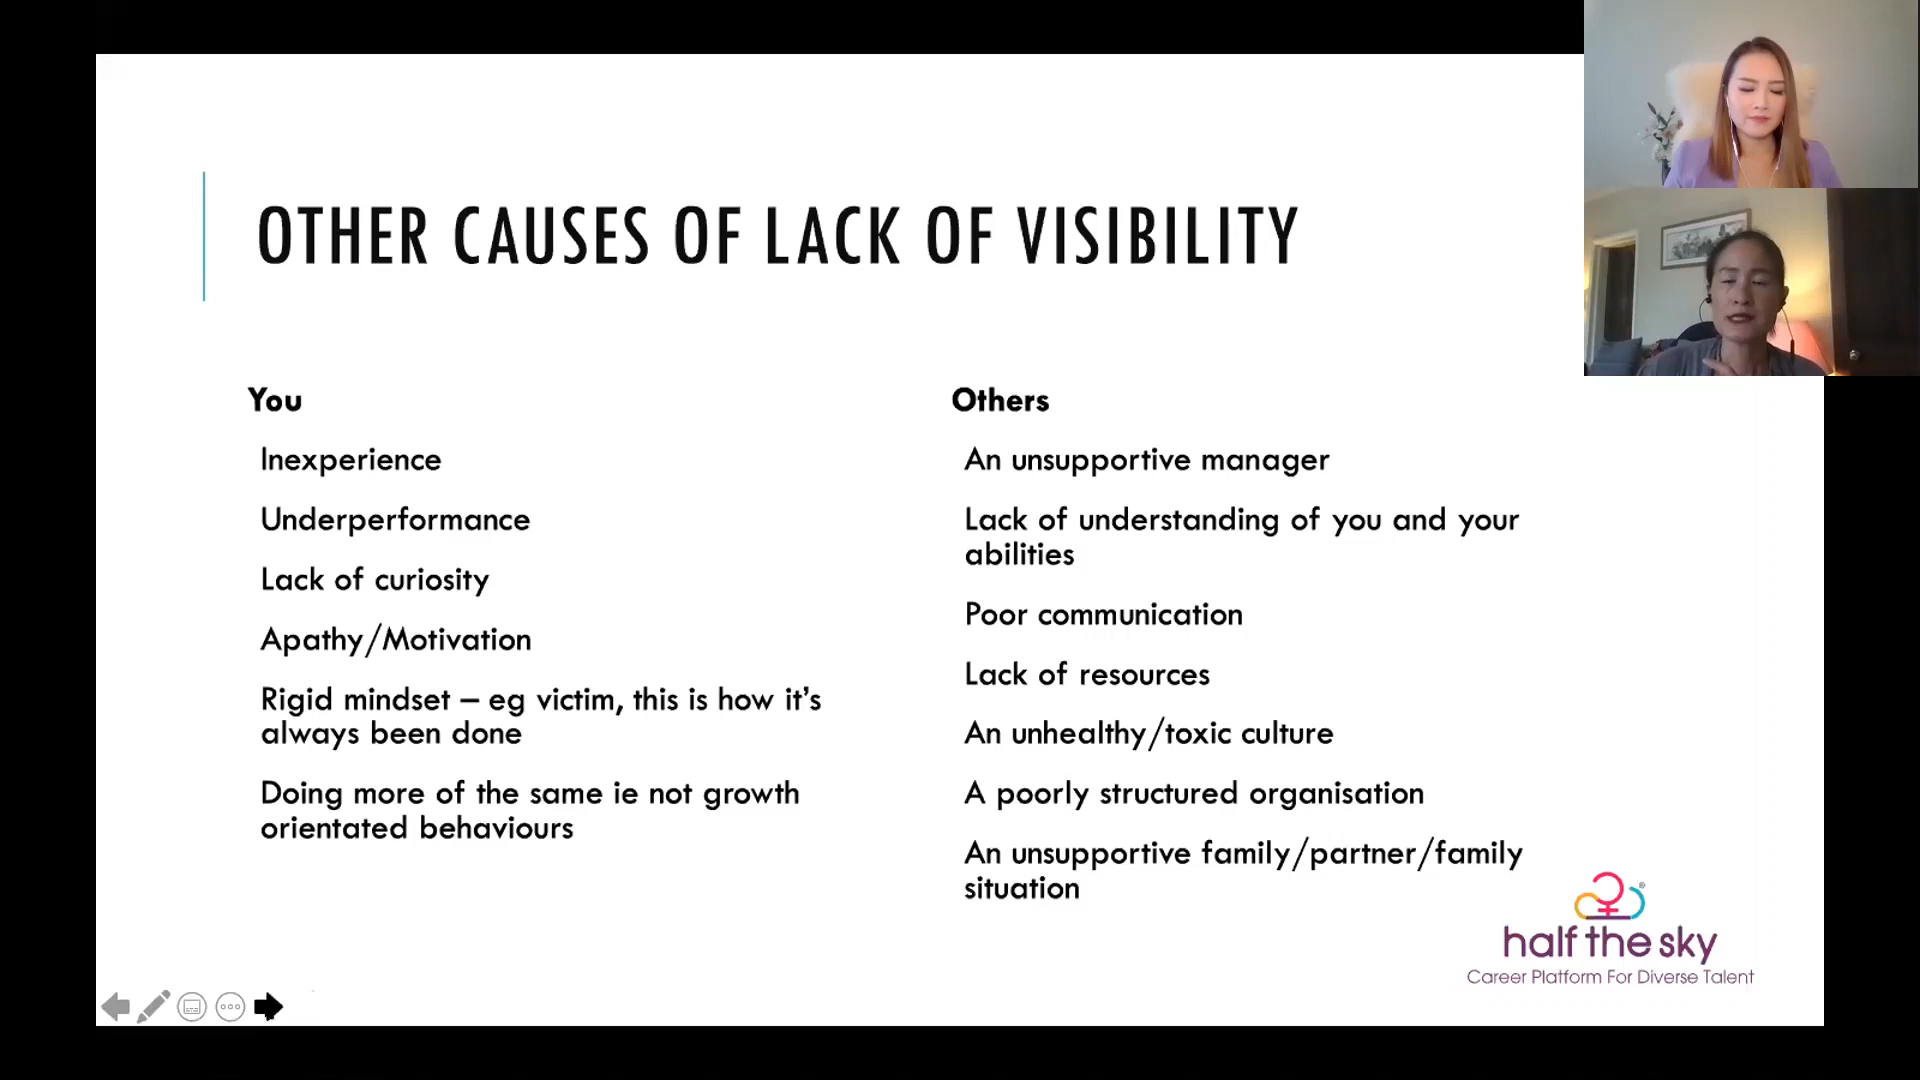 OTHER CAUSES OF LACK OF VISIBILITY
You
Inexperience
Underperformance
Lack of curiosity
Apathy/Motivation
Rigid mindset – eg victim, this is how it's
always been done
Doing more of the same ie not growth
orientated behaviours
Others
An unsupportive manager
Lack of understanding of you and your
abilities
Poor communication
Lack of resources
An unhealthy/toxic culture
A poorly structured organisation
An unsupportive family/partner/family
situation
®
half the sky
Career Platform For Diverse Talent